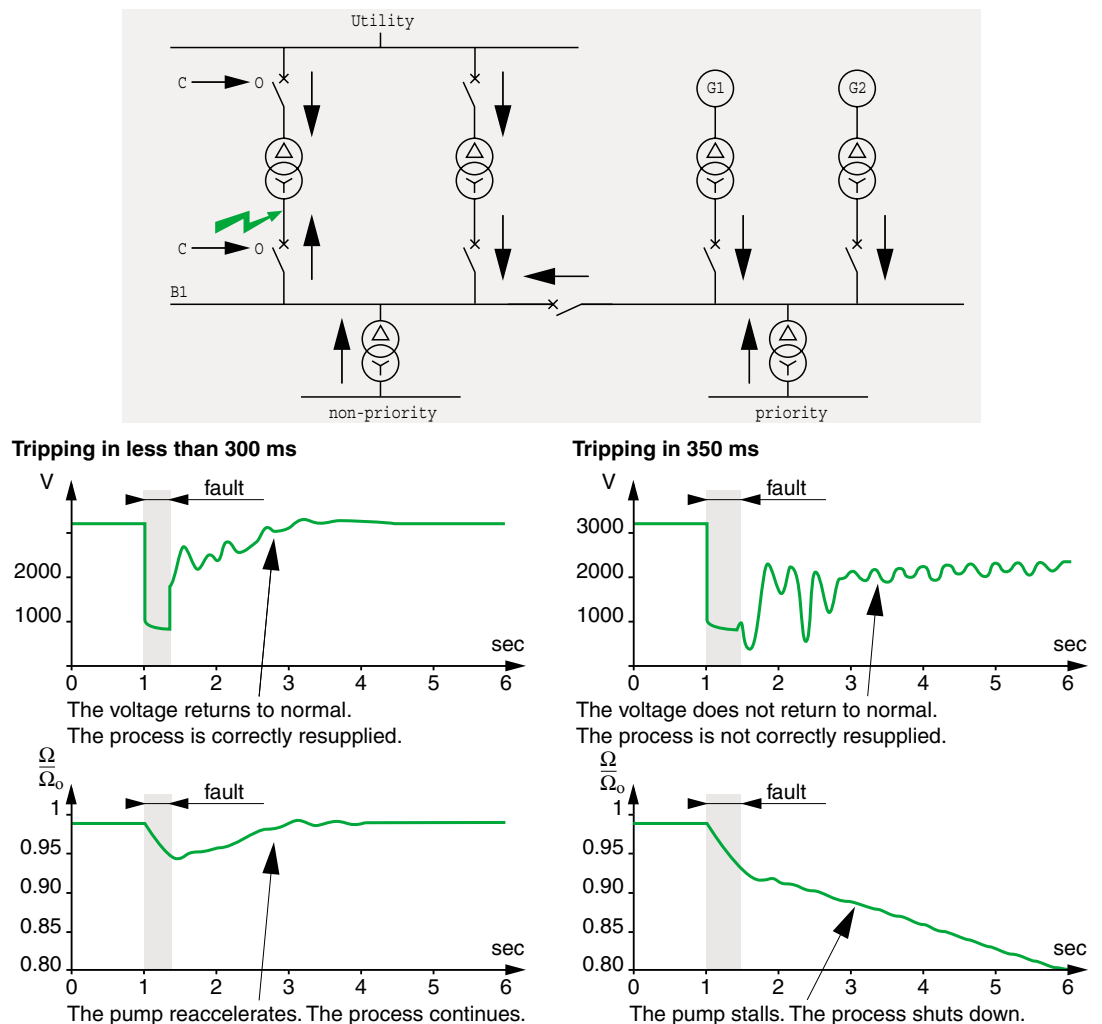 Utility
C O
G1 G2
C O
B1
non-priority priority
Tripping in less than 300 ms
V
fault
2000
1000
sec
0 1 2 3 4 5 6
The voltage returns to normal.
The process is correctly resupplied.
Tripping in 350 ms
V
fault
3000
2000
1000
sec
0 1 2 3 4 5 6
The voltage does not return to normal.
The process is not correctly resupplied.
Ω
Ωo
fault
1
0.95
0.90
0.85
0.80
sec
0 1 2 3 4 5 6
The pump reaccelerates. The process continues.
Ω
Ωo
fault
1
0.95
0.90
0.85
0.80
sec
0 1 2 3 4 5 6
The pump stalls. The process shuts down.